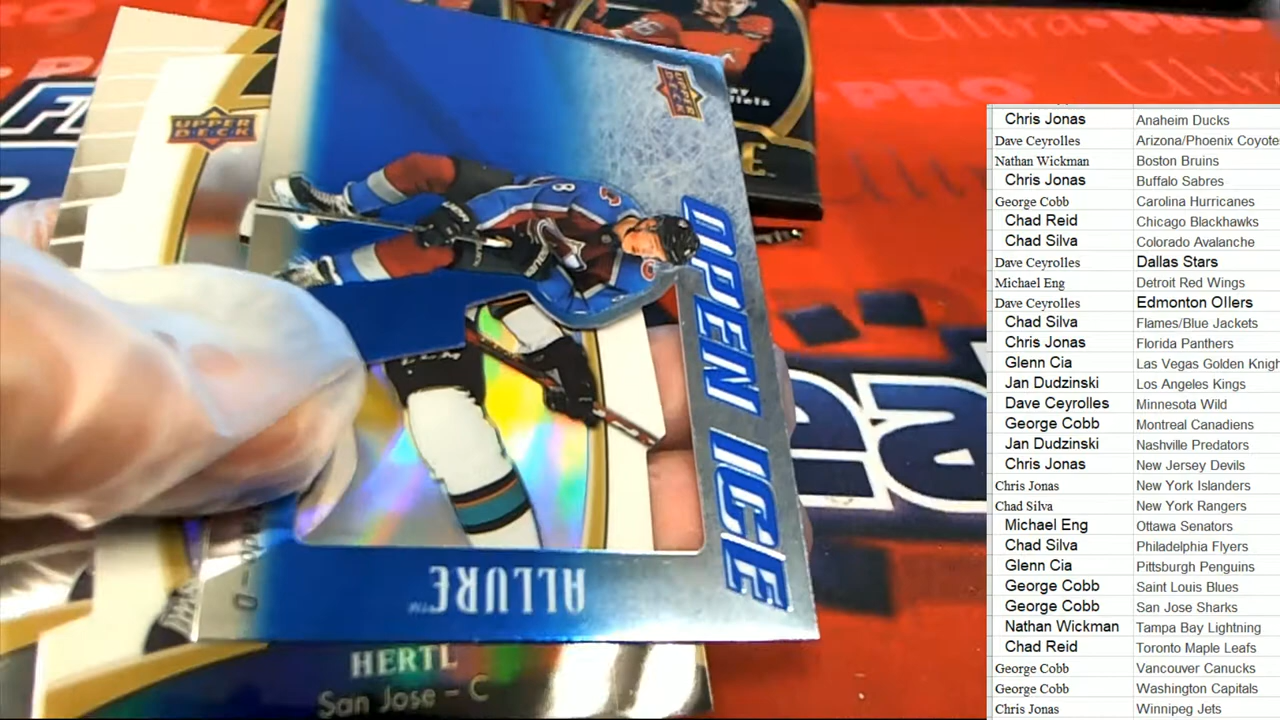 UPPER DECK
UPPER DECK
OPEN ICE
ALLURE
HERTL
San Jose - C
Ultra PRO
Chris Jonas Anaheim Ducks
Dave Ceyrolles Arizona/Phoenix Coyote
Nathan Wickman Boston Bruins
Chris Jonas Buffalo Sabres
George Cobb Carolina Hurricanes
Chad Reid Chicago Blackhawks
Chad Silva Colorado Avalanche
Dave Ceyrolles Dallas Stars
Michael Eng Detroit Red Wings
Dave Ceyrolles Edmonton OIlers
Chad Silva Flames/Blue Jackets
Chris Jonas Florida Panthers
Glenn Cia Las Vegas Golden Knigh
Jan Dudzinski Los Angeles Kings
Dave Ceyrolles Minnesota Wild
George Cobb Montreal Canadiens
Jan Dudzinski Nashville Predators
Chris Jonas New Jersey Devils
Chris Jonas New York Islanders
Chad Silva New York Rangers
Michael Eng Ottawa Senators
Chad Silva Philadelphia Flyers
Glenn Cia Pittsburgh Penguins
George Cobb Saint Louis Blues
George Cobb San Jose Sharks
Nathan Wickman Tampa Bay Lightning
Chad Reid Toronto Maple Leafs
George Cobb Vancouver Canucks
George Cobb Washington Capitals
Chris Jonas Winnipeg Jets